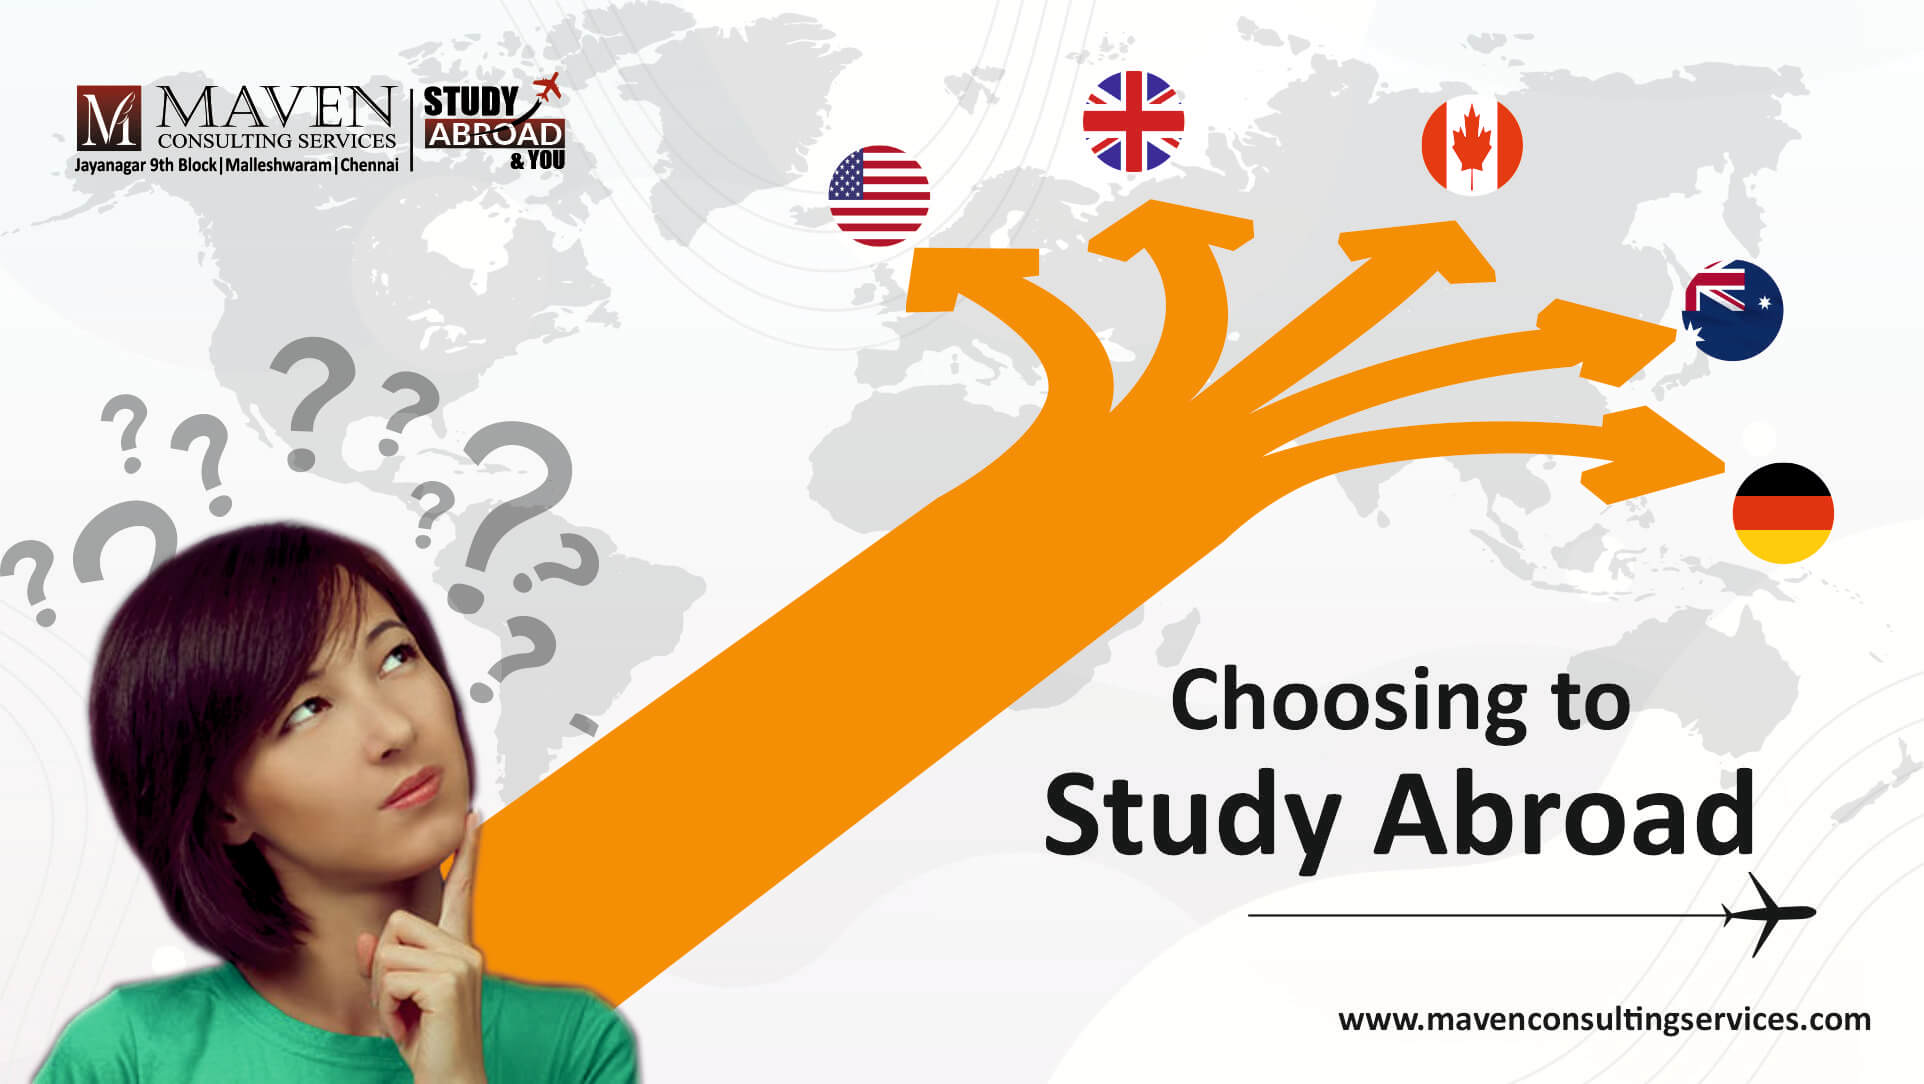 MAVEN
CONSULTING SERVICES
Jayanagar 9th Block|Malleshwaram|Chennai
STUDY
ABROAD
& YOU
? ? ? ? ? ? ? ? ? ?
Choosing to
Study Abroad
www.mavenconsultingservices.com